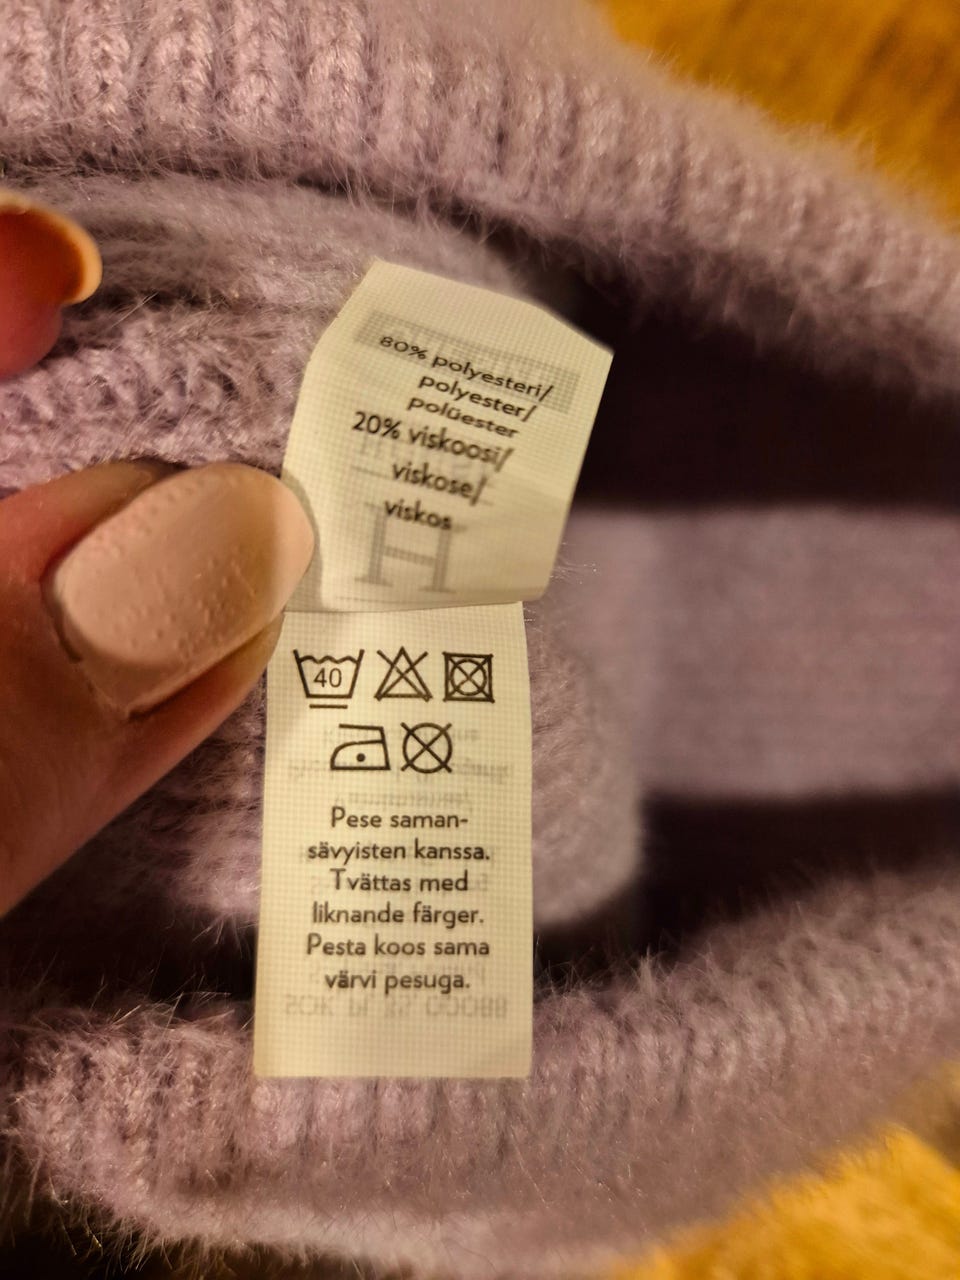 80% polyesteri/
polyester/
polüester
20% viskoosi/
viskose/
viskos
40
Pese saman-
sävyisten kanssa.
Tvättas med
liknande färger.
Pesta koos sama
värvi pesuga.